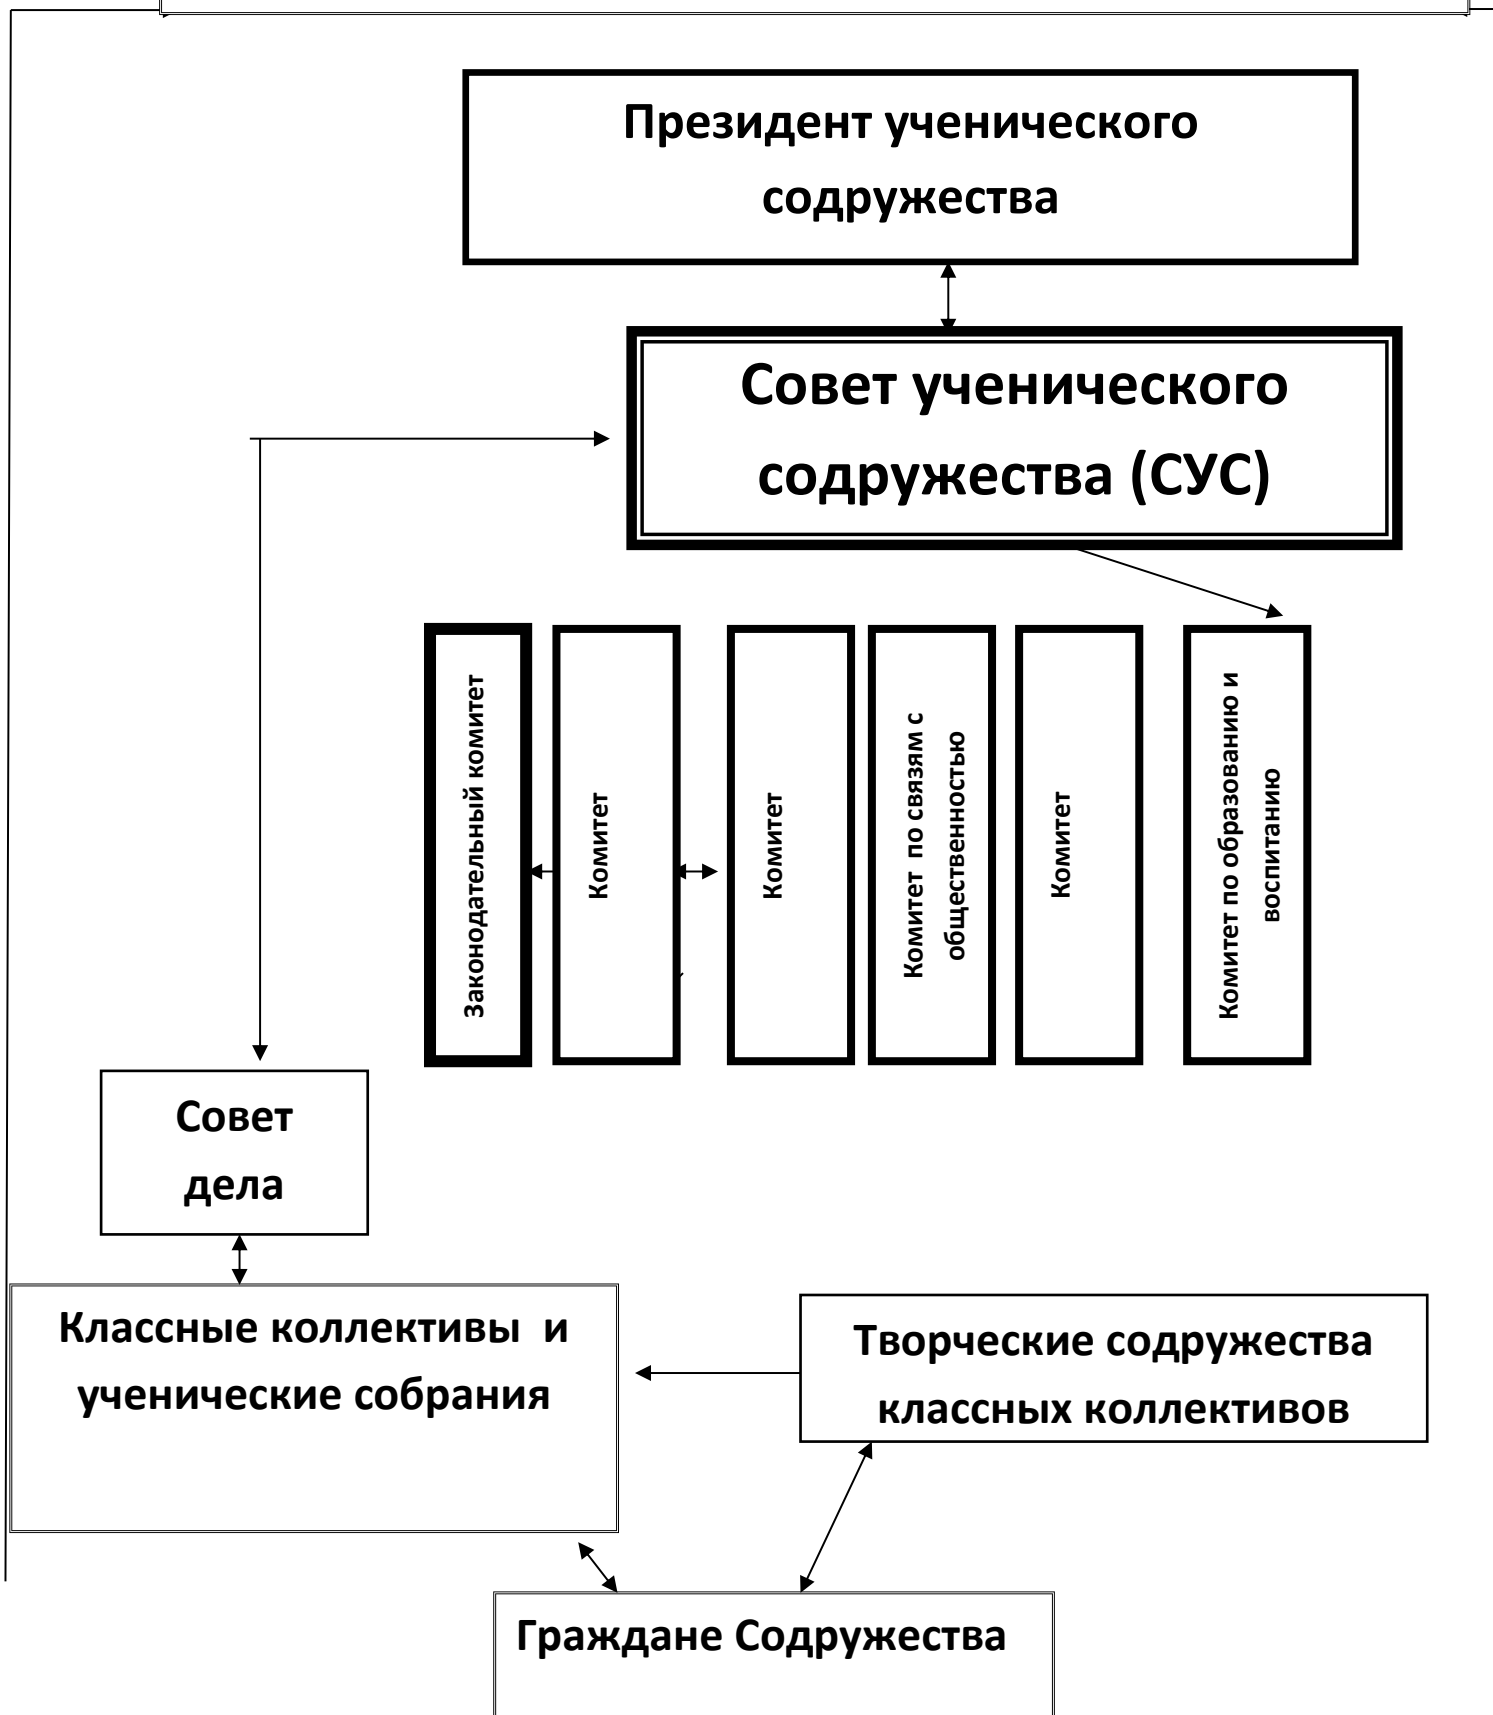 Президент ученического
содружества
Совет ученического
содружества (СУС)
Законодательный комитет
Комитет
Комитет
Комитет по связям с
общественностью
Комитет
Комитет по образованию и
воспитанию
Совет
дела
Классные коллективы и
ученические собрания
Творческие содружества
классных коллективов
Граждане Содружества